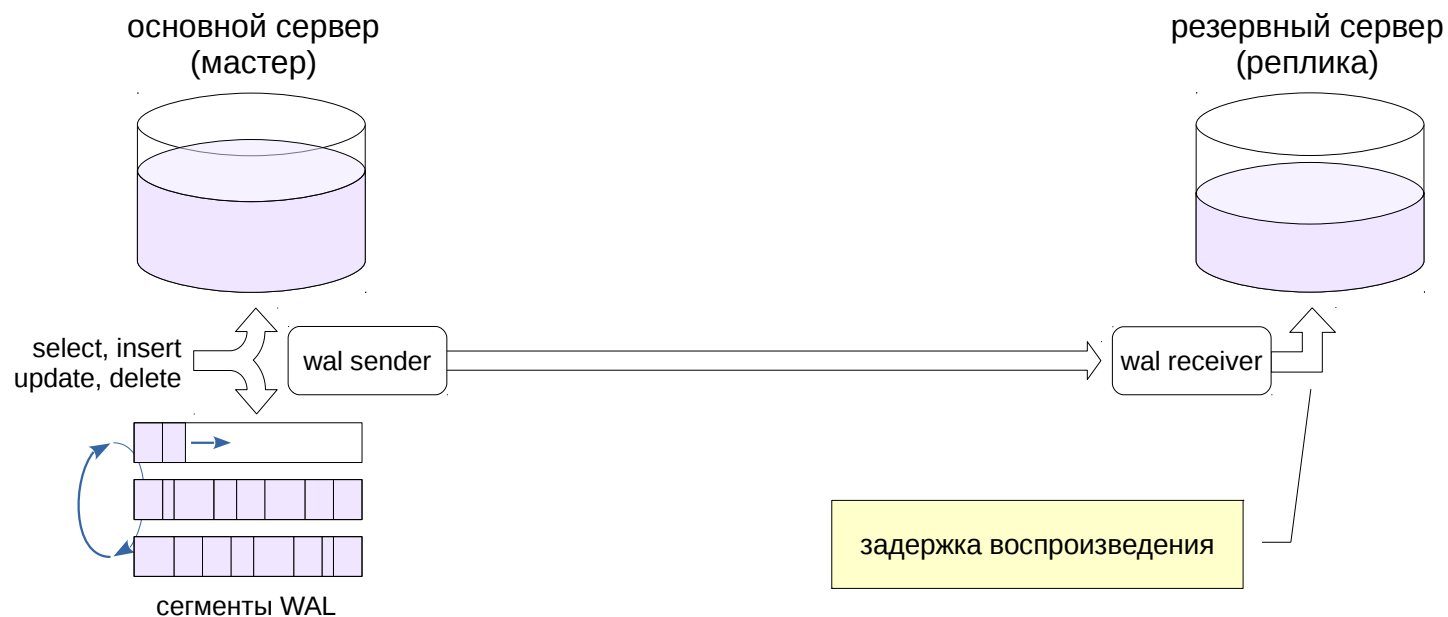 основной сервер
(мастер)
резервный сервер
(реплика)
select, insert
update, delete
wal sender
wal receiver
задержка воспроизведения
сегменты WAL